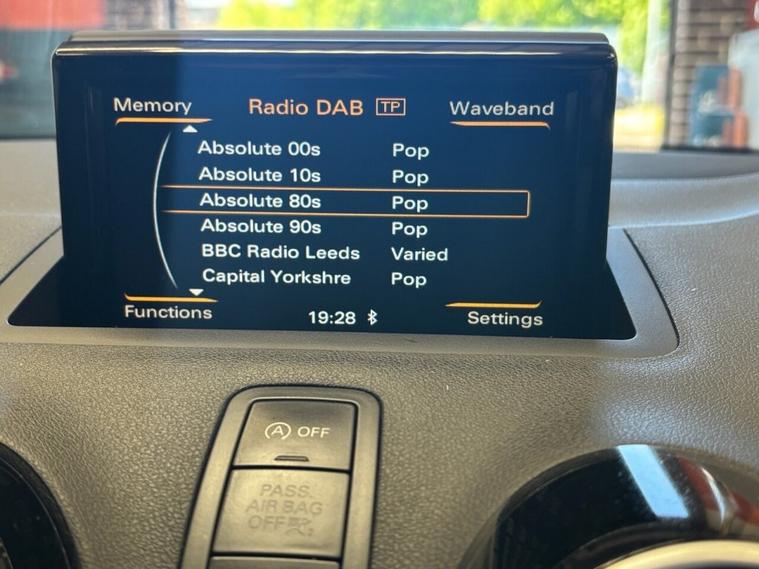 Memory Radio DAB TP Waveband
Absolute 00s Pop
Absolute 10s Pop
Absolute 80s Pop
Absolute 90s Pop
BBC Radio Leeds Varied
Capital Yorkshre Pop
Functions 19:28 Settings
A OFF
PASS.
AIR BAG
OFF